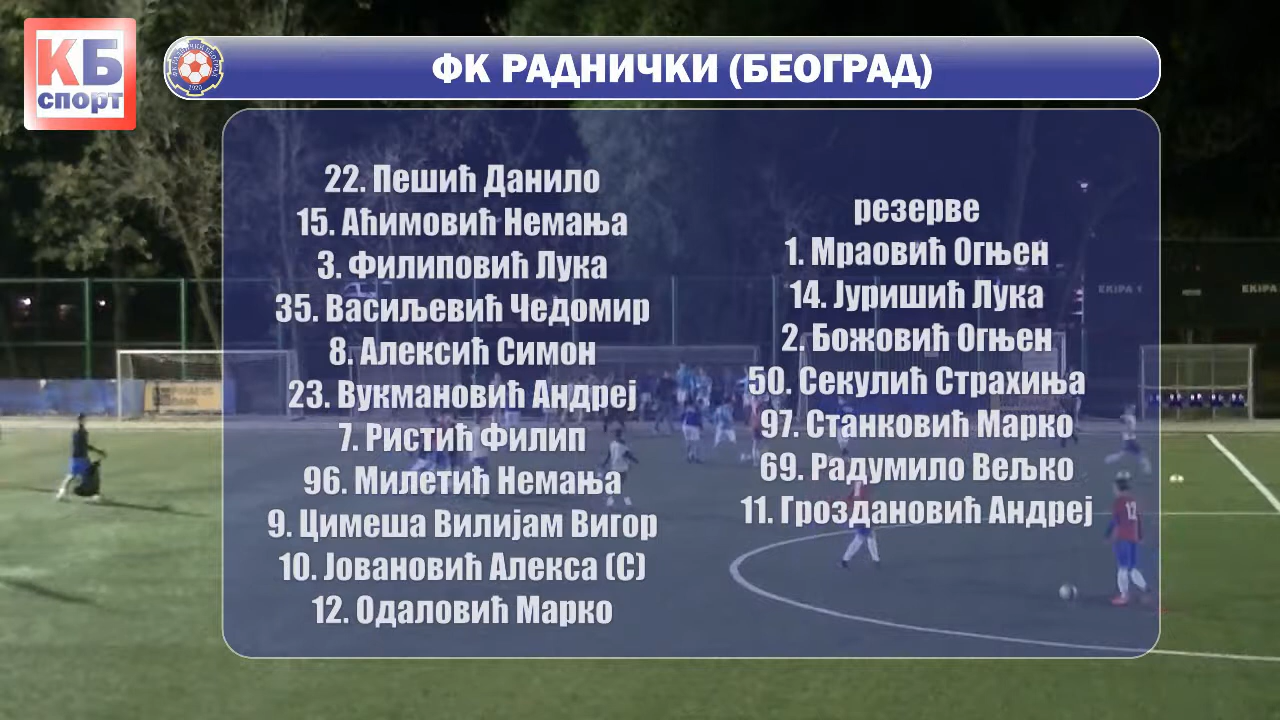 КБ
спорт
ФК РАДНИЧКИ (БЕОГРАД)
22. Пешић Данило
15. Аћимовић Немања
3. Филиповић Лука
35. Васиљевић Чедомир
8. Алексић Симон
23. Вукмановић Андреј
7. Ристић Филип
96. Милетић Немања
9. Цимеша Вилијам Вигор
10. Јовановић Алекса (С)
12. Одаловић Марко
резерве
1. Мраовић Огњен
14. Јуришић Лука
2. Божовић Огњен
50. Секулић Страхиња
97. Станковић Марко
69. Радумило Вељко
11. Гроздановић Андреј
EKIPA 1
EKIPA
12